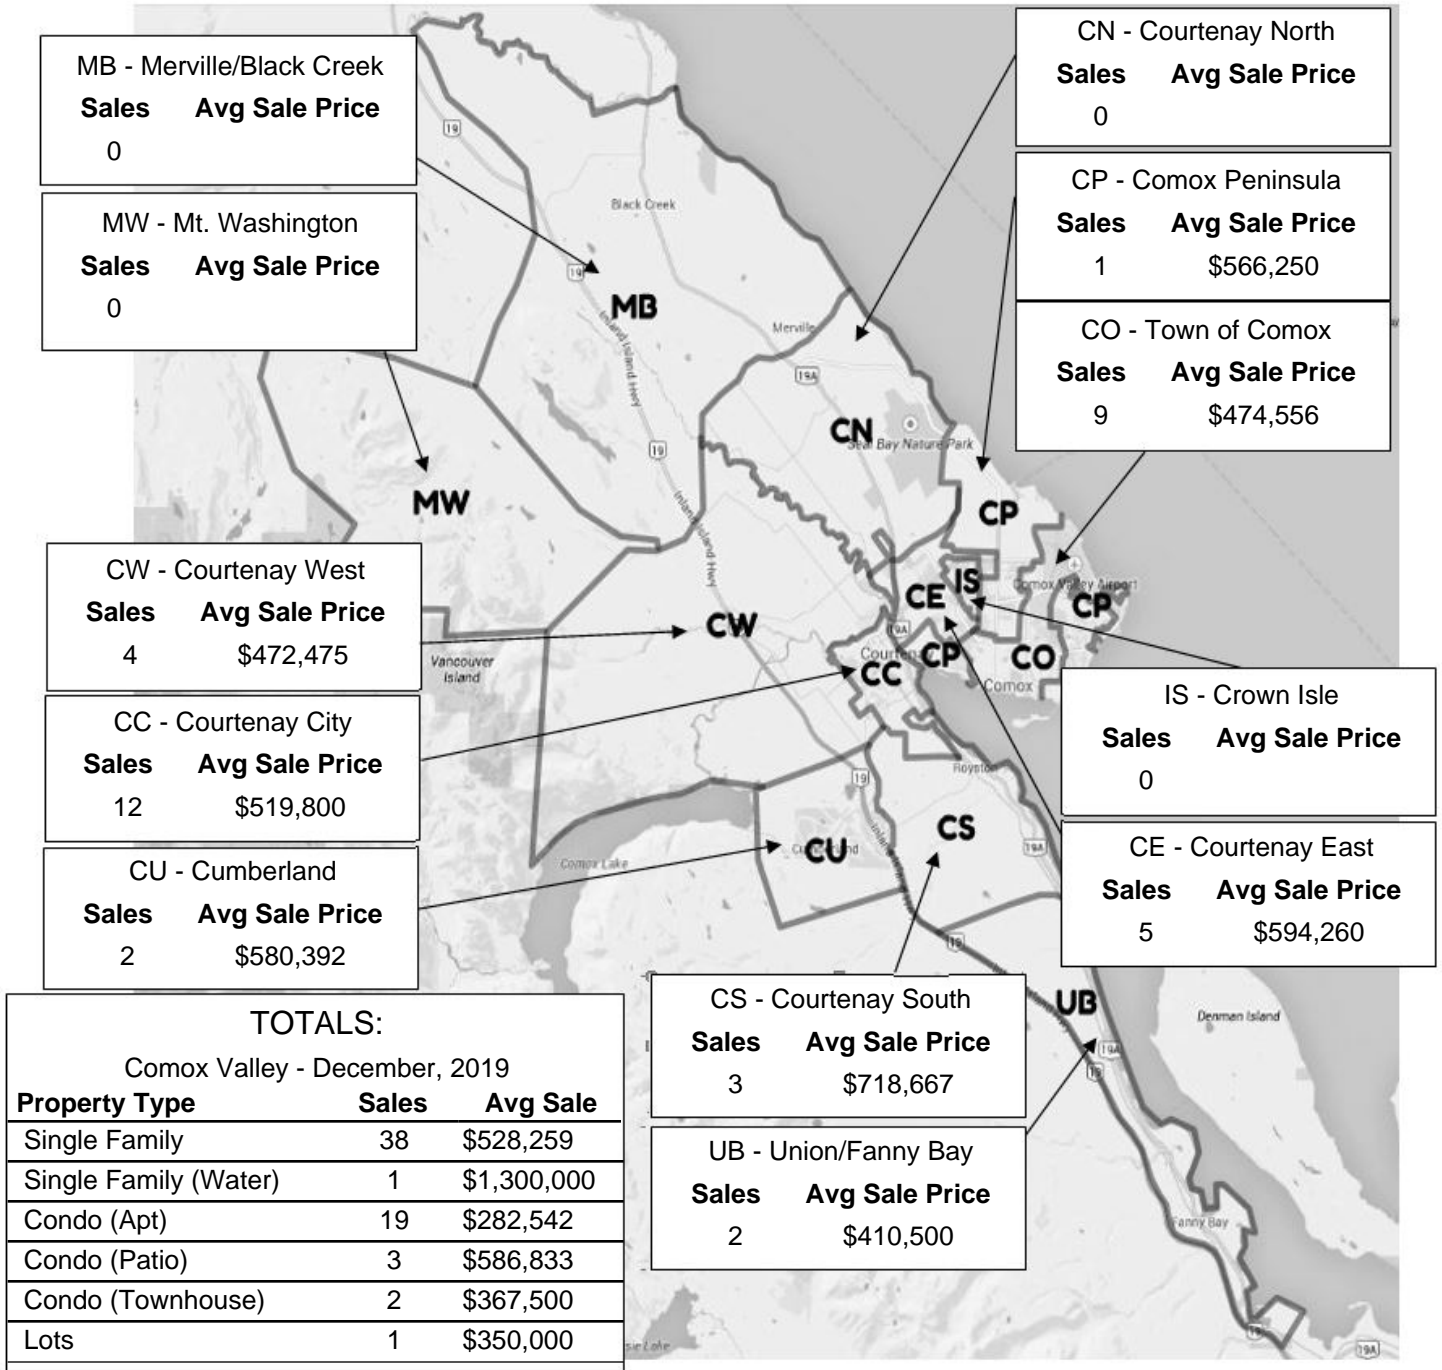 MB - Merville/Black Creek
Sales Avg Sale Price
0
MW - Mt. Washington
Sales Avg Sale Price
0
CN - Courtenay North
Sales Avg Sale Price
0
CP - Comox Peninsula
Sales Avg Sale Price
1 $566,250
CO - Town of Comox
Sales Avg Sale Price
9 $474,556
19
Black Creek
19
MB
Inland Island Hwy
Merville
19A
CN
Seal Bay Nature Park
19
MW
Inland Island Hwy
CP
IS
Comox Valley Airport
CE
CP
CW
19A
Courtenay
CP
CO
CC
Comox
Vancouver
Island
CW - Courtenay West
Sales Avg Sale Price
4 $472,475
CC - Courtenay City
Sales Avg Sale Price
12 $519,800
CU - Cumberland
Sales Avg Sale Price
2 $580,392
IS - Crown Isle
Sales Avg Sale Price
0
CE - Courtenay East
Sales Avg Sale Price
5 $594,260
Royston
19
CS
19A
Cumberland
CU
Comox Lake
19
UB
Denman Island
19A
19
Fanny Bay
19
19A
CS - Courtenay South
Sales Avg Sale Price
3 $718,667
UB - Union/Fanny Bay
Sales Avg Sale Price
2 $410,500
TOTALS:
Comox Valley - December, 2019
Property Type Sales Avg Sale
Single Family 38 $528,259
Single Family (Water) 1 $1,300,000
Condo (Apt) 19 $282,542
Condo (Patio) 3 $586,833
Condo (Townhouse) 2 $367,500
Lots 1 $350,000